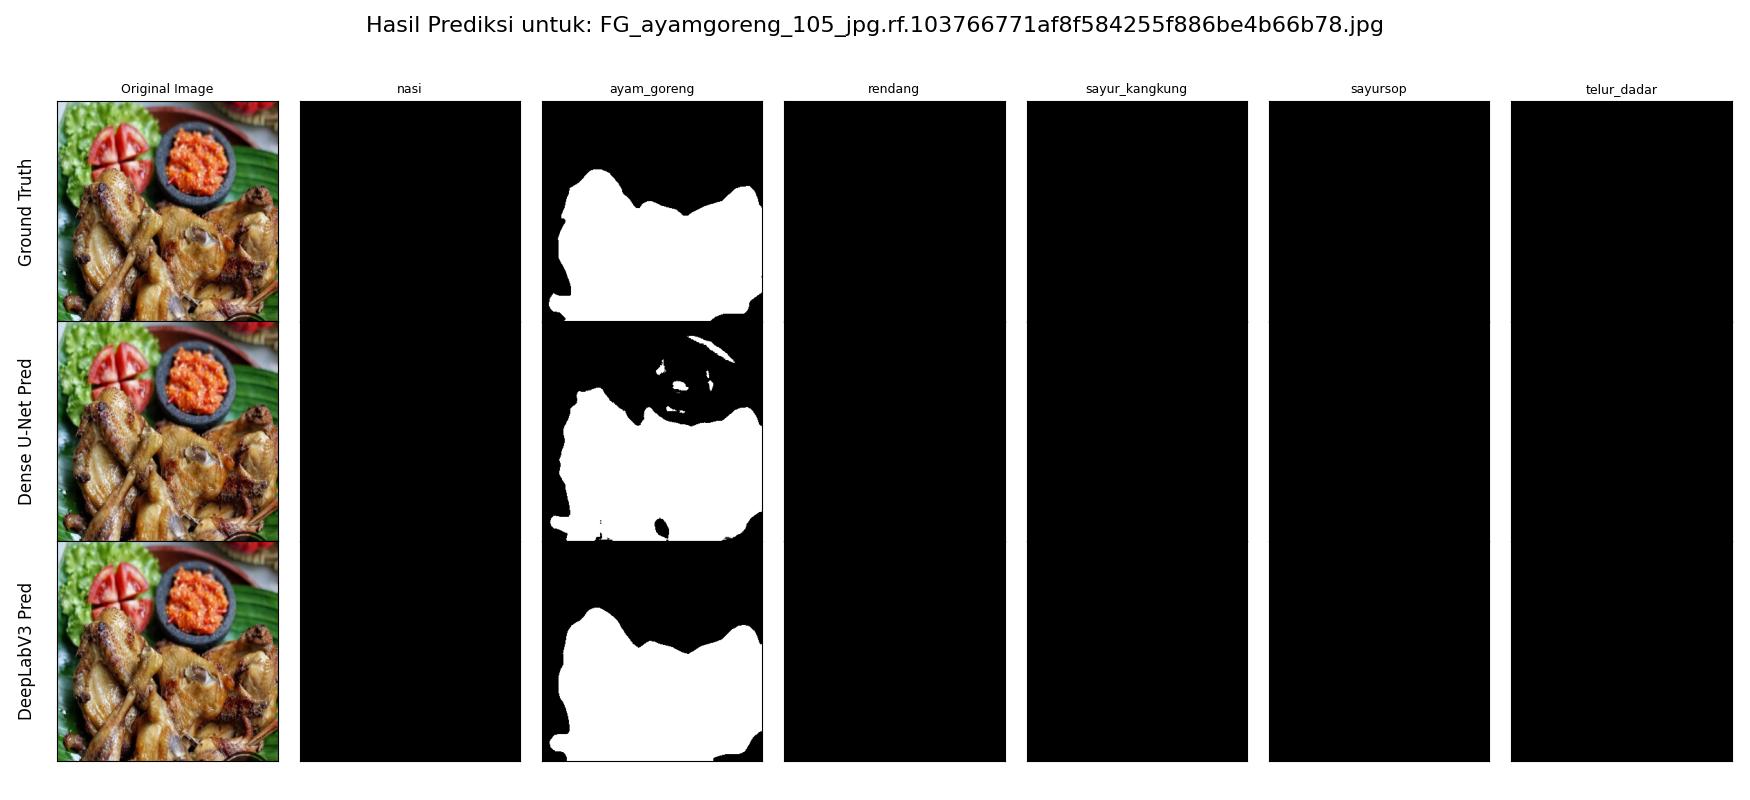 Hasil Prediksi untuk: FG_ayamgoreng_105_jpg.rf.103766771af8f584255f886be4b66b78.jpg
Original Image
nasi
ayam_goreng
rendang
sayur_kangkung
sayursop
telur_dadar
Ground Truth
Dense U-Net Pred
DeepLabV3 Pred